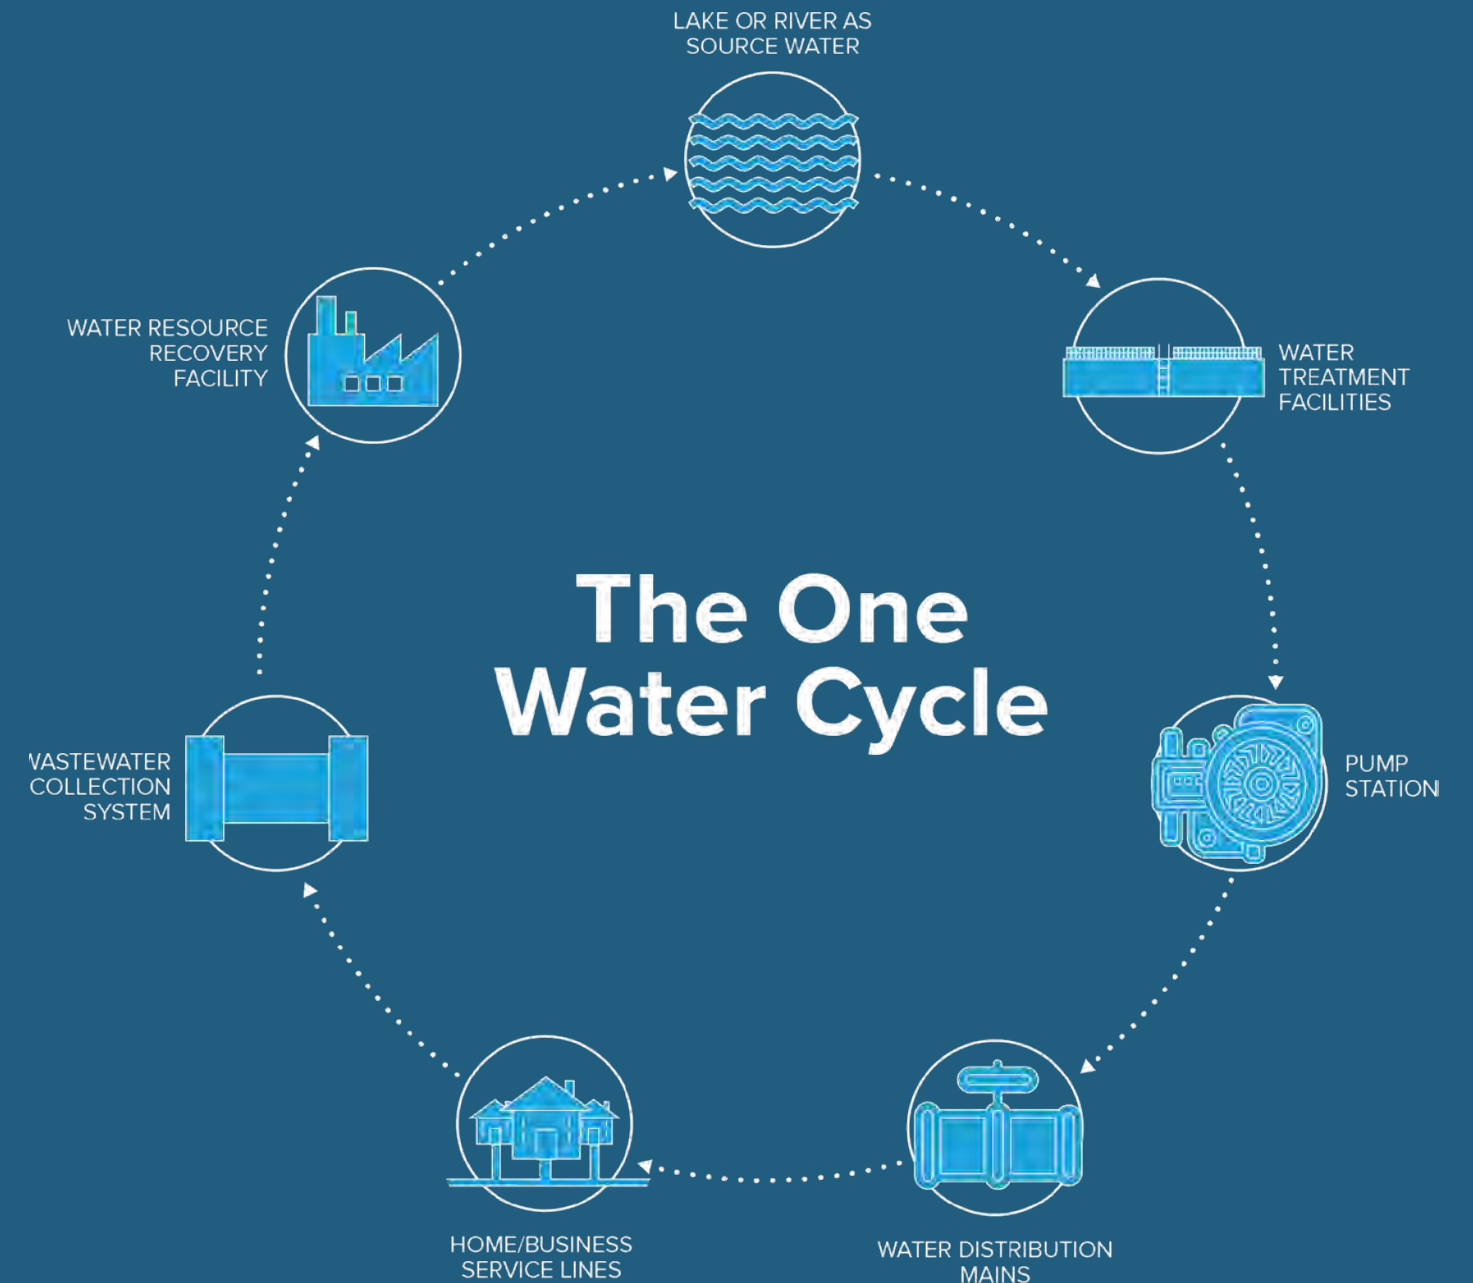 LAKE OR RIVER AS
SOURCE WATER
WATER
TREATMENT
FACILITIES
PUMP
STATION
WATER DISTRIBUTION
MAINS
HOME/BUSINESS
SERVICE LINES
WASTEWATER
COLLECTION
SYSTEM
WATER RESOURCE
RECOVERY
FACILITY
The One
Water Cycle